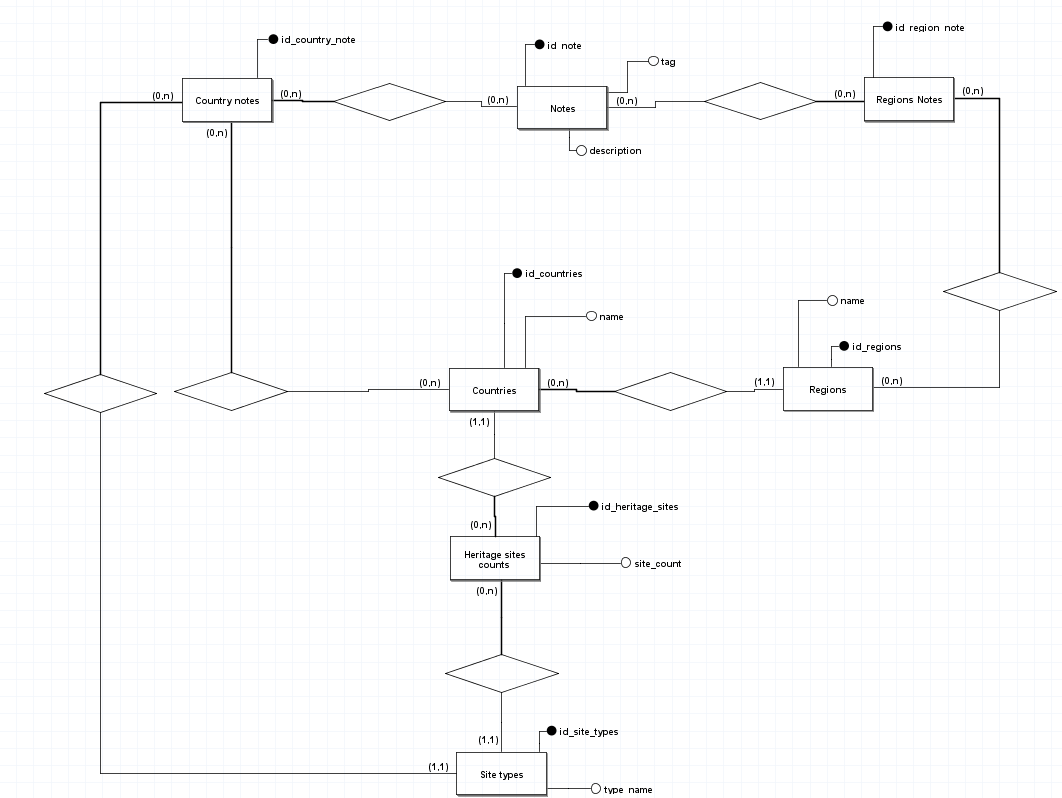 id_region_note
id_country_note
id_note
tag
(0,n)
Country notes
(0,n)
(0,n)
Notes
(0,n)
(0,n)
Regions Notes
(0,n)
(0,n)
description
id_countries
name
name
id_regions
(0,n)
Countries
(0,n)
(1,1)
Regions
(0,n)
(1,1)
id_heritage_sites
(0,n)
Heritage sites
counts
site_count
(0,n)
id_site_types
(1,1)
(1,1)
Site types
type_name